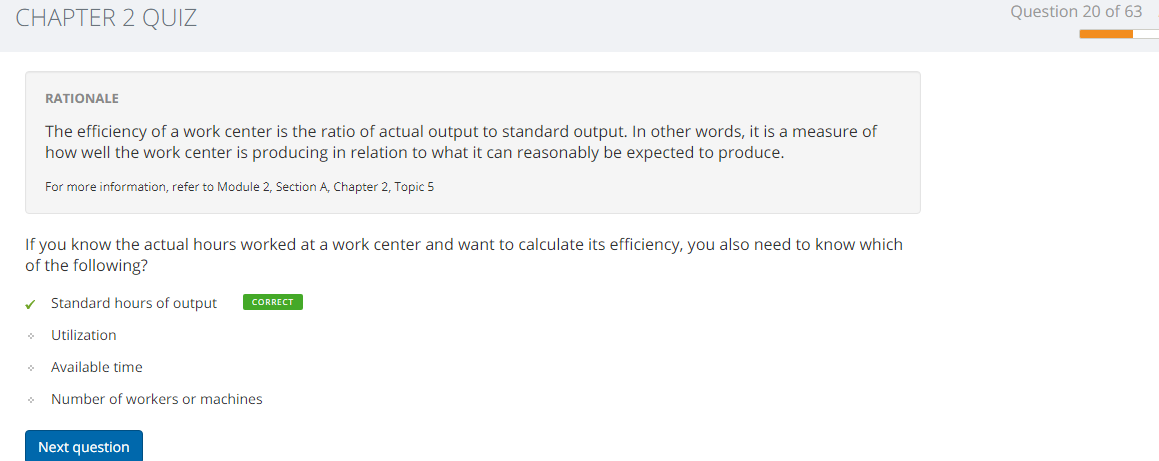 CHAPTER 2 QUIZ
Question 20 of 63
RATIONALE
The efficiency of a work center is the ratio of actual output to standard output. In other words, it is a measure of
how well the work center is producing in relation to what it can reasonably be expected to produce.
For more information, refer to Module 2, Section A, Chapter 2, Topic 5
If you know the actual hours worked at a work center and want to calculate its efficiency, you also need to know which
of the following?
Standard hours of output CORRECT
Utilization
Available time
Number of workers or machines
Next question